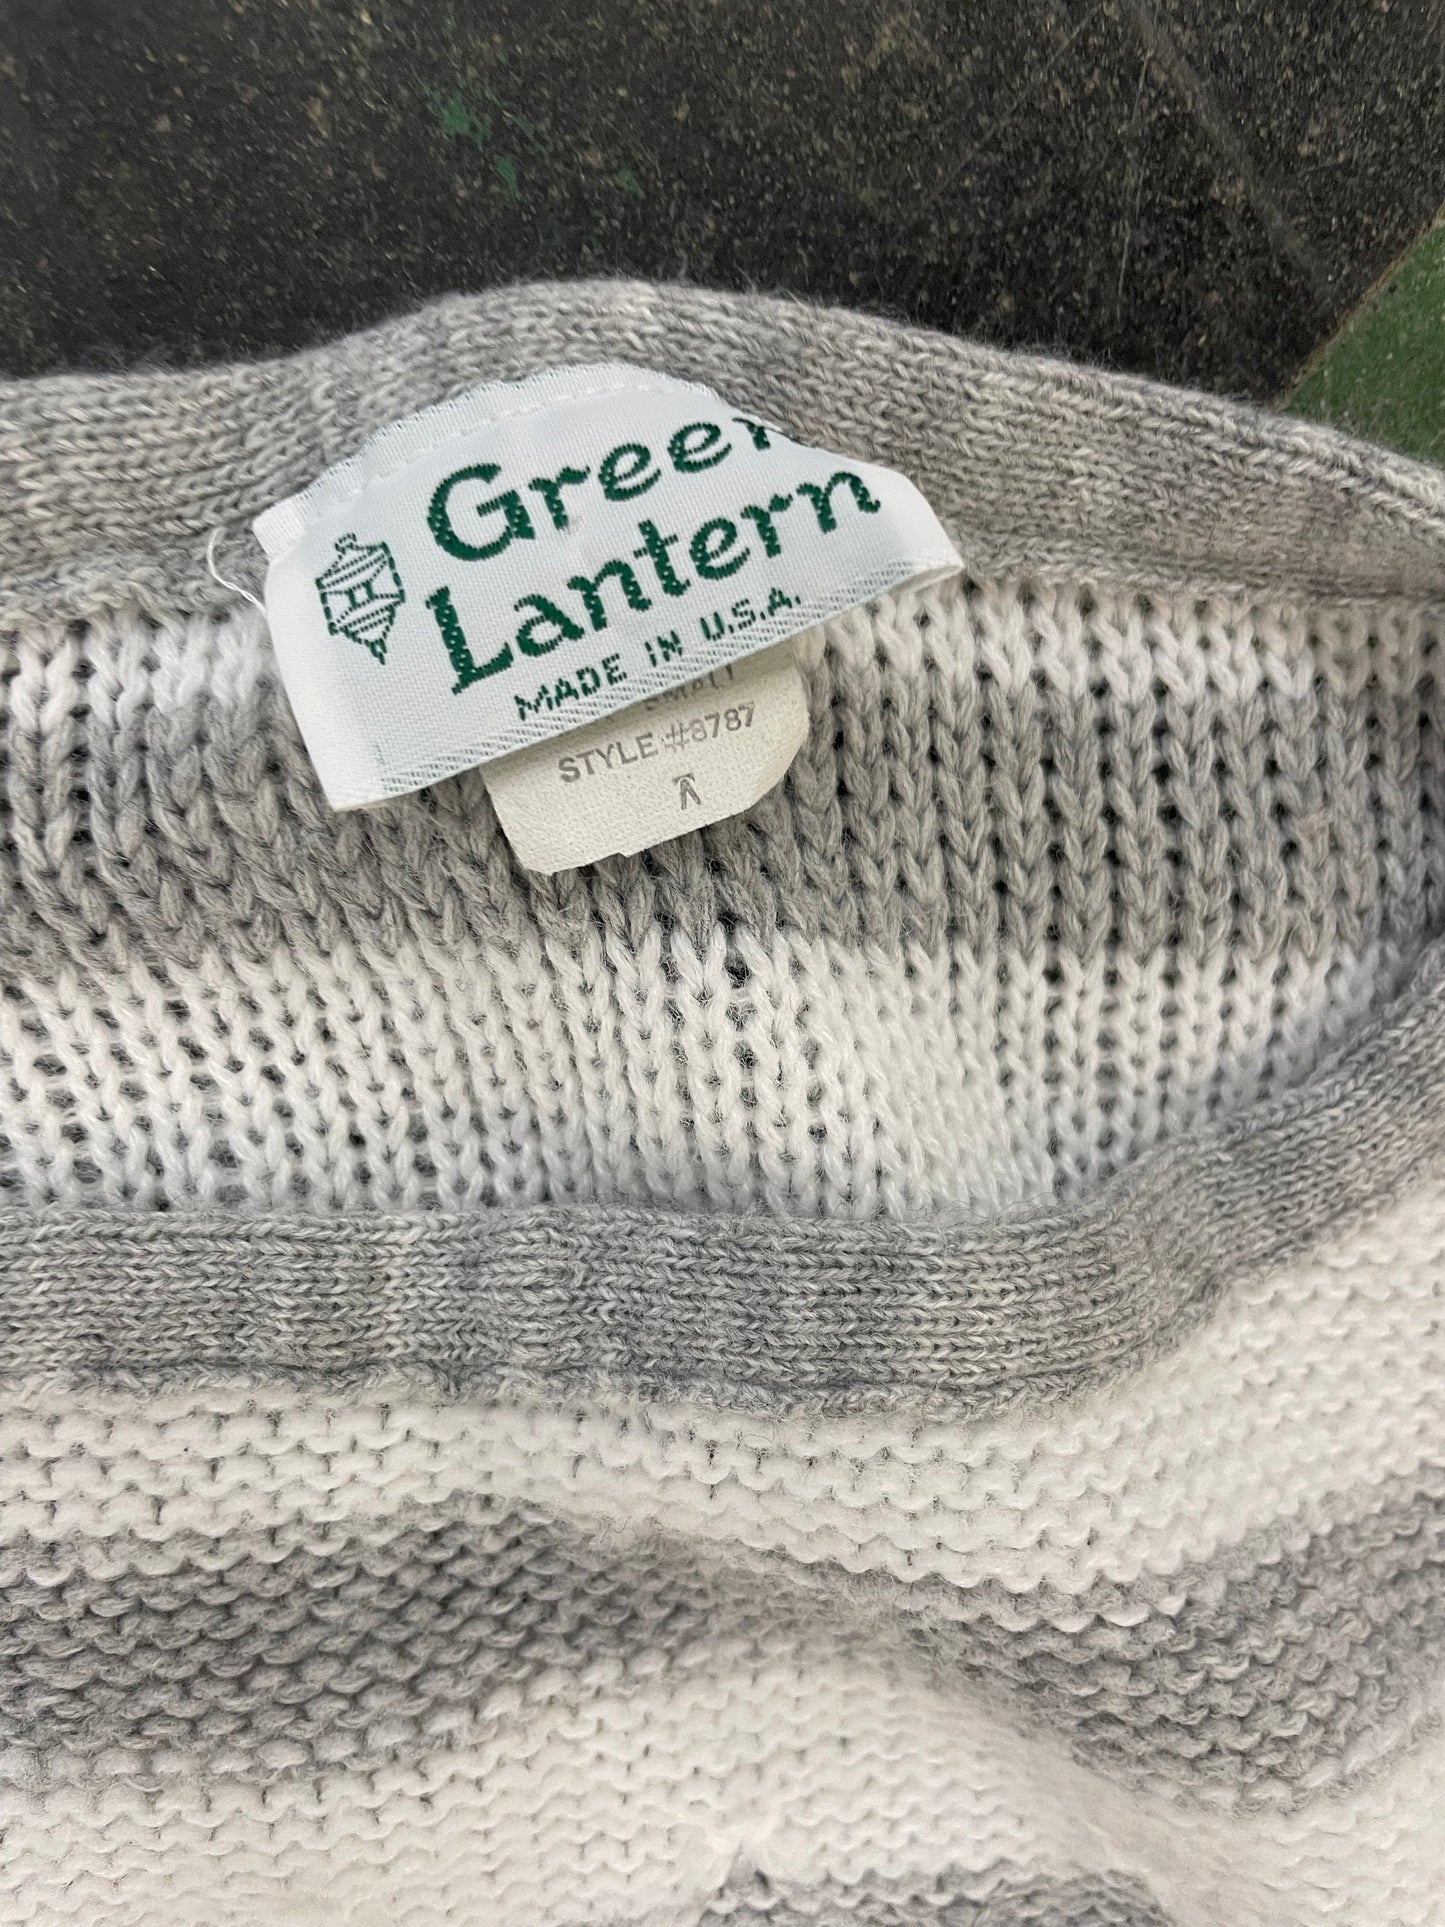 Green
Lantern
MADE IN U.S.A.
STYLE #8787